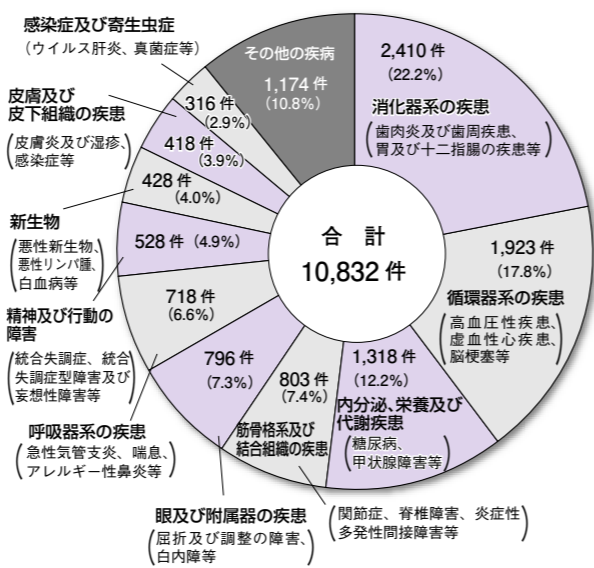 合　計
10,832 件
2,410 件
(22.2%)
消化器系の疾患
(歯肉炎及び歯周疾患、
胃及び十二指腸の疾患等)
1,923 件
(17.8%)
循環器系の疾患
(高血圧性疾患、
虚血性心疾患、
脳梗塞等)
1,318 件
(12.2%)
内分泌、栄養及び
代謝疾患
(糖尿病、
甲状腺障害等)
803 件
(7.4%)
筋骨格系及び
結合組織の疾患
(関節症、脊椎障害、炎症性
多発性間接障害等)
796 件
(7.3%)
眼及び附属器の疾患
(屈折及び調整の障害、
白内障等)
718 件
(6.6%)
呼吸器系の疾患
(急性気管支炎、喘息、
アレルギー性鼻炎等)
528 件 (4.9%)
精神及び行動の
障害
(統合失調症、統合
失調症型障害及び
妄想性障害等)
428 件
(4.0%)
新生物
(悪性新生物、
悪性リンパ腫、
白血病等)
418 件
(3.9%)
皮膚及び
皮下組織の疾患
(皮膚炎及び湿疹、
感染症等)
316 件
(2.9%)
感染症及び寄生虫症
(ウイルス肝炎、真菌症等)
その他の疾病
1,174 件
(10.8%)